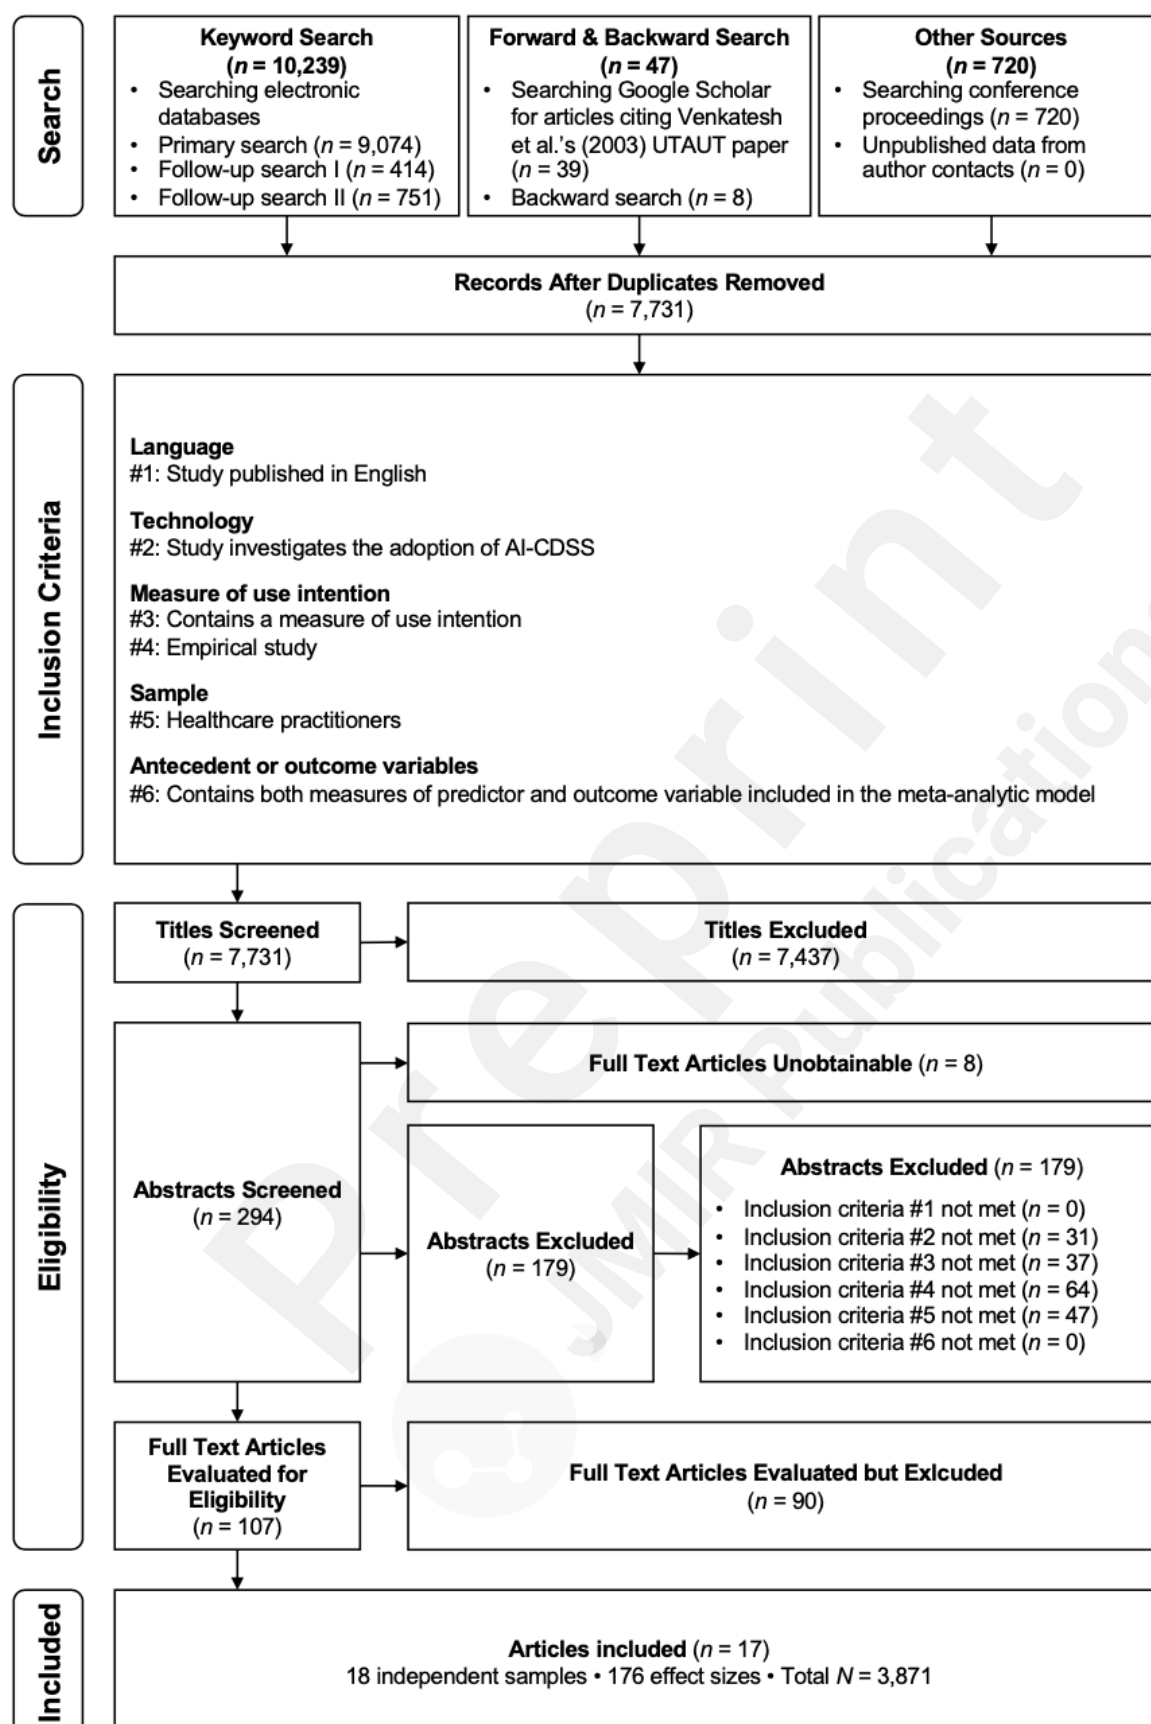 Search
Keyword Search
(n = 10,239)
• Searching electronic
databases
• Primary search (n = 9,074)
• Follow-up search I (n = 414)
• Follow-up search II (n = 751)
Forward & Backward Search
(n = 47)
• Searching Google Scholar
for articles citing Venkatesh
et al.'s (2003) UTAUT paper
(n = 39)
• Backward search (n = 8)
Other Sources
(n = 720)
• Searching conference
proceedings (n = 720)
• Unpublished data from
author contacts (n = 0)
Records After Duplicates Removed
(n = 7,731)
Inclusion Criteria
Language
#1: Study published in English
Technology
#2: Study investigates the adoption of AI-CDSS
Measure of use intention
#3: Contains a measure of use intention
#4: Empirical study
Sample
#5: Healthcare practitioners
Antecedent or outcome variables
#6: Contains both measures of predictor and outcome variable included in the meta-analytic model
Eligibility
Titles Screened
(n = 7,731)
Titles Excluded
(n = 7,437)
Abstracts Screened
(n = 294)
Full Text Articles Unobtainable (n = 8)
Abstracts Excluded
(n = 179)
Abstracts Excluded (n = 179)
• Inclusion criteria #1 not met (n = 0)
• Inclusion criteria #2 not met (n = 31)
• Inclusion criteria #3 not met (n = 37)
• Inclusion criteria #4 not met (n = 64)
• Inclusion criteria #5 not met (n = 47)
• Inclusion criteria #6 not met (n = 0)
Full Text Articles
Evaluated for
Eligibility
(n = 107)
Full Text Articles Evaluated but Exlcuded
(n = 90)
Included
Articles included (n = 17)
18 independent samples • 176 effect sizes • Total N = 3,871
Preprint
JMIR Publications